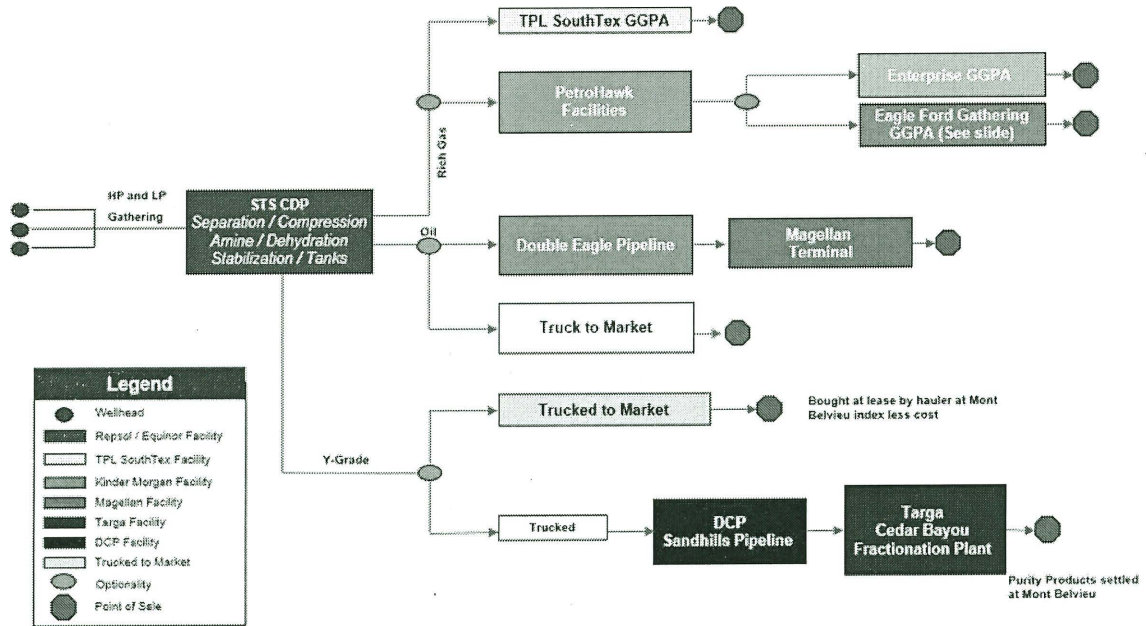 TPL SouthTex GGPA
PetroHawk
Facilities
Enterprise GGPA
Eagle Ford Gathering
GGPA (See slide)
Rich Gas
HP and LP
Gathering
STS CDP
Separation / Compression
Amine / Dehydration
Stabilization / Tanks
Oil
Double Eagle Pipeline
Magellan
Terminal
Truck to Market
Legend
Wellhead
Repsol / Equinor Facility
TPL SouthTex Facility
Kinder Morgan Facility
Magellan Facility
Targa Facility
DCP Facility
Trucked to Market
Optionality
Point of Sale
Y-Grade
Trucked to Market
Bought at lease by hauler at Mont
Belvieu index less cost
Trucked
DCP
Sandhills Pipeline
Targa
Cedar Bayou
Fractionation Plant
Purity Products settled
at Mont Belvieu